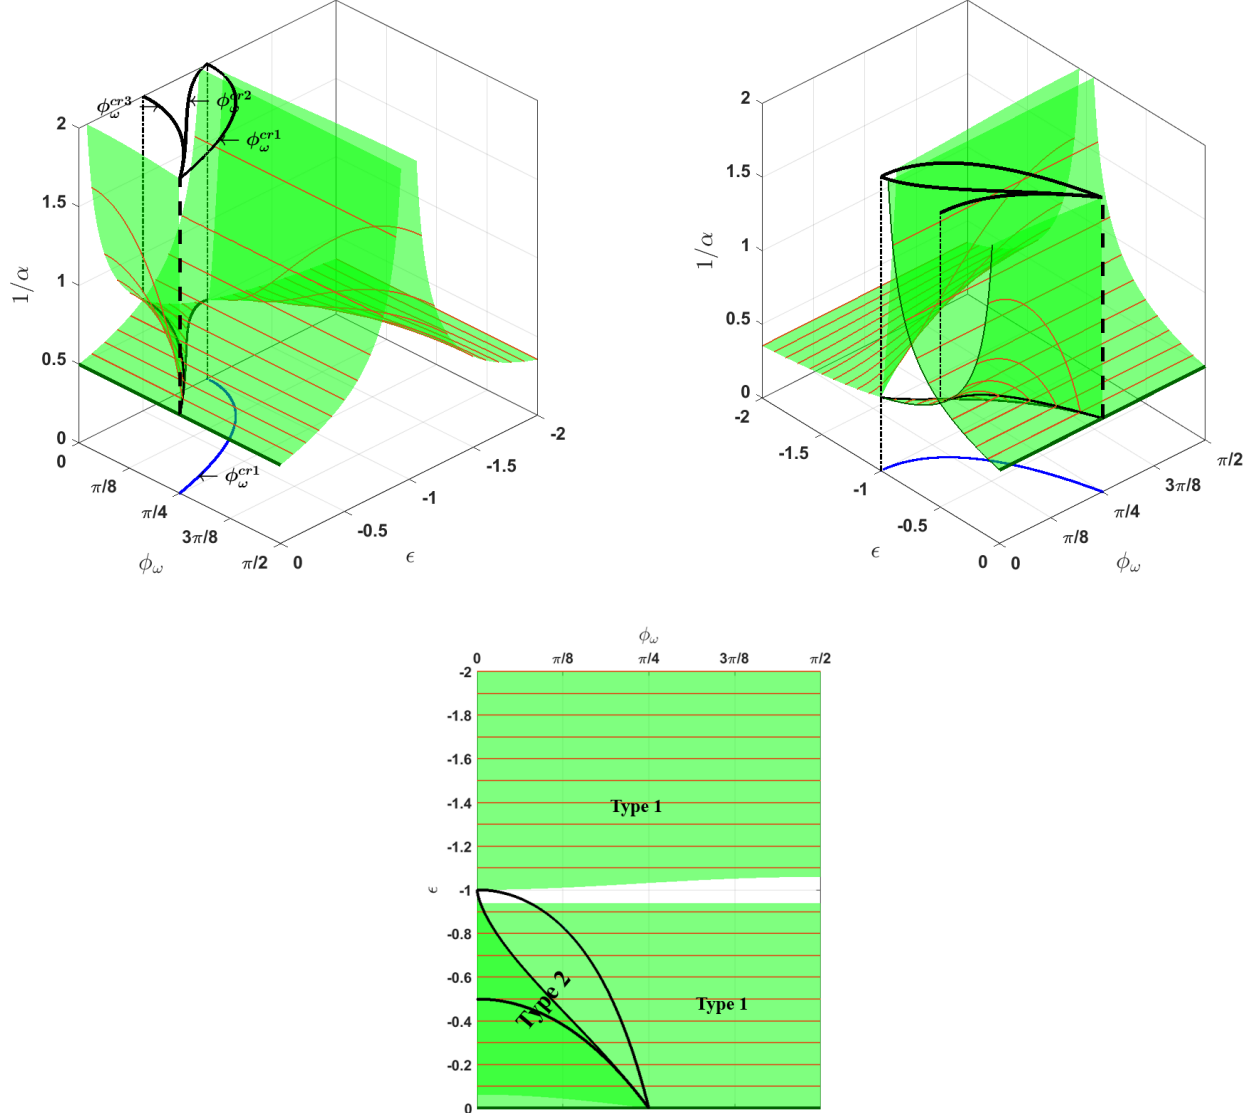 2
1.5
1
0.5
0
1/α
ϕ_ω^{cr3}
ϕ_ω^{cr2}
ϕ_ω^{cr1}
ϕ_ω^{cr1}
0
π/8
π/4
3π/8
π/2
ϕ_ω
0
-0.5
-1
-1.5
-2
ϵ
2
1.5
1
0.5
0
1/α
-2
-1.5
-1
-0.5
0
ϵ
0
π/8
π/4
3π/8
π/2
ϕ_ω
ϕ_ω
0 π/8 π/4 3π/8 π/2
-2
-1.8
-1.6
-1.4
-1.2
-1
-0.8
-0.6
-0.4
-0.2
0
ϵ
Type 1
Type 2
Type 1